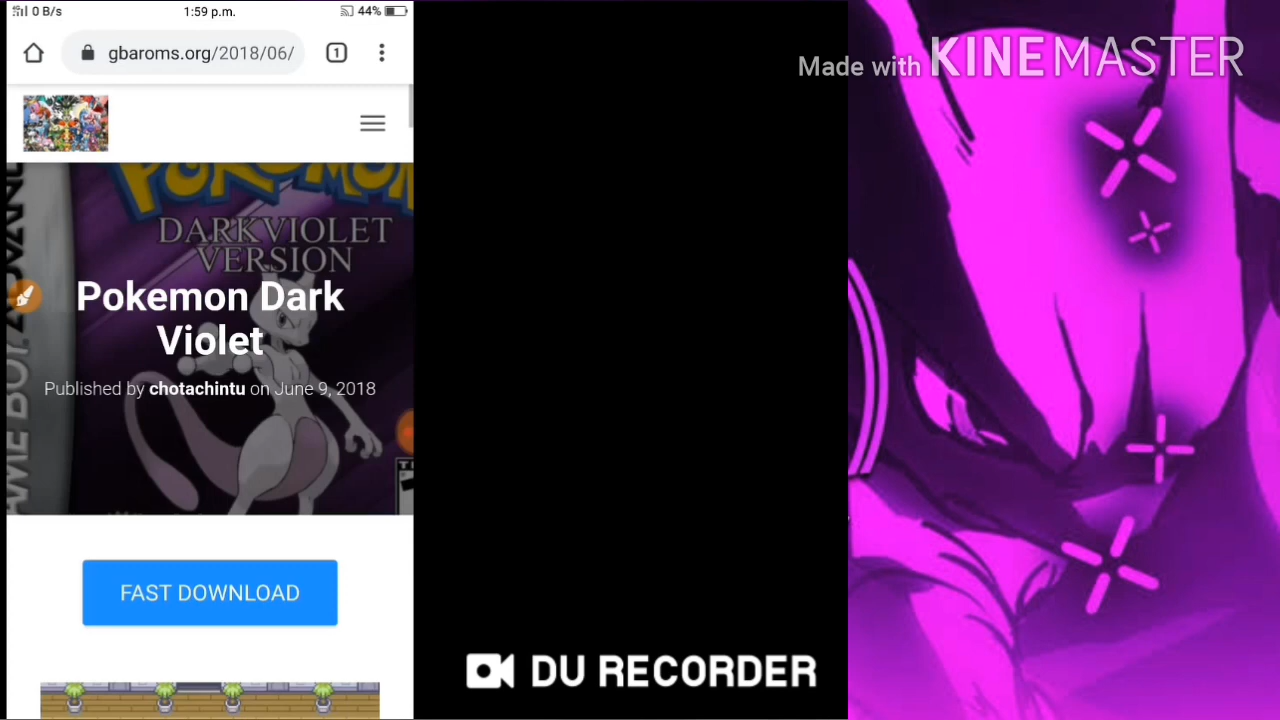 0 B/s
1:59 p.m.
44%
gbaroms.org/2018/06/
1
POKEMON
DARKVIOLET
VERSION
Pokemon Dark
Violet
Published by chotachintu on June 9, 2018
FAST DOWNLOAD
Made with KINEMASTER
DU RECORDER